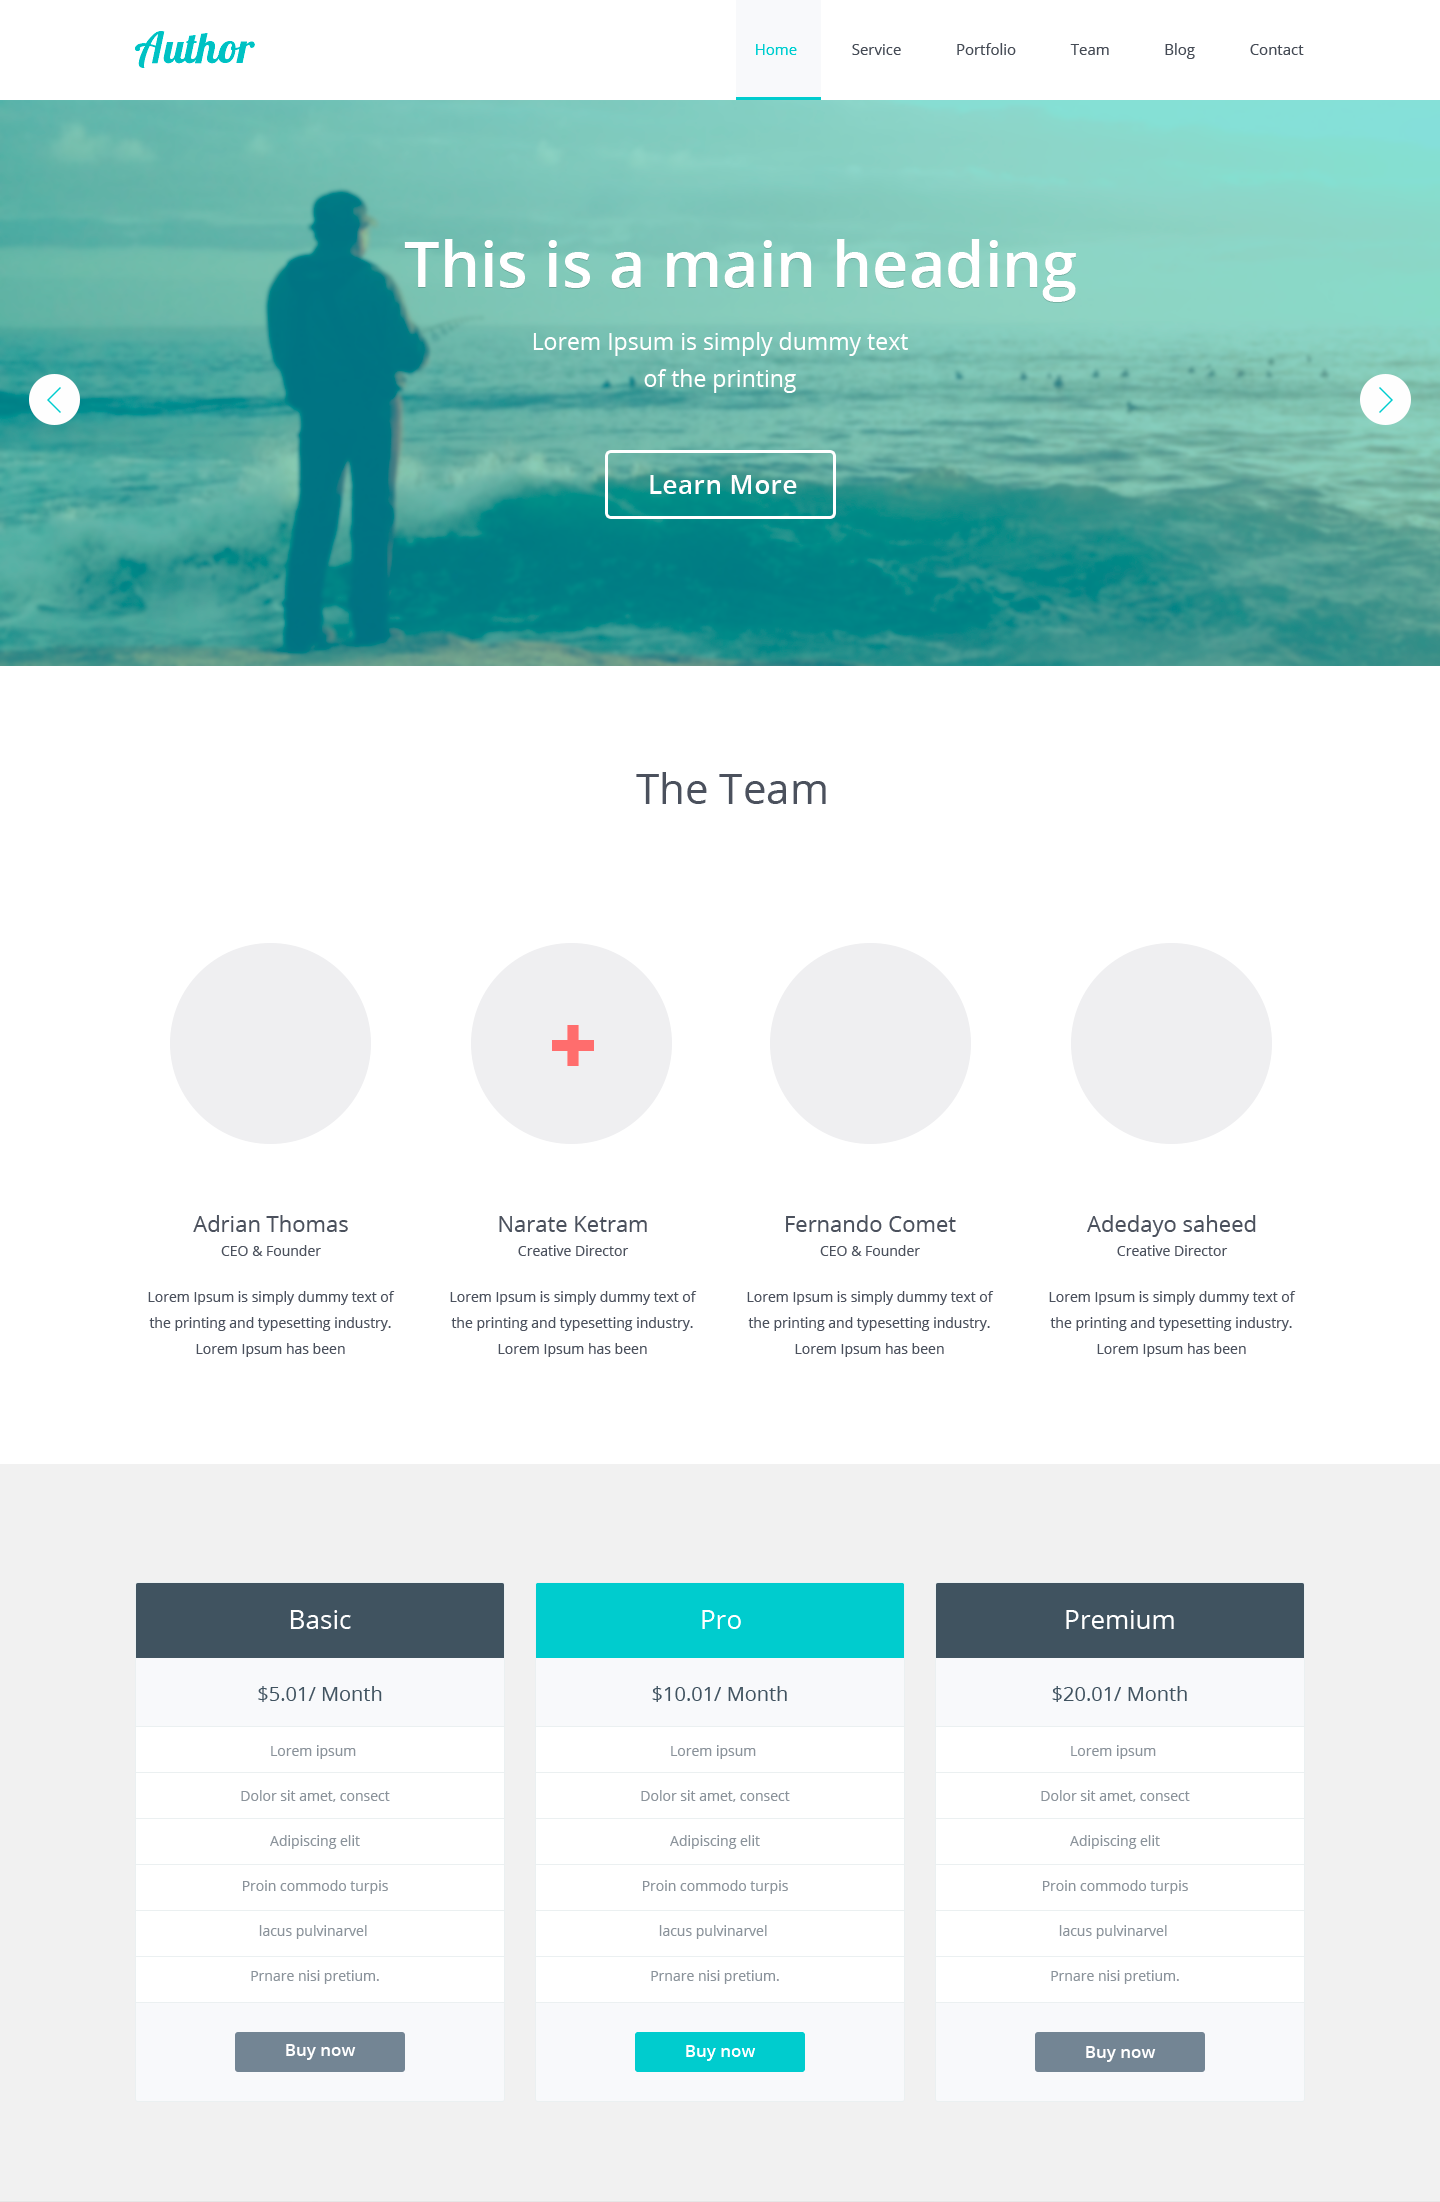 Author
Home Service Portfolio Team Blog Contact
This is a main heading
Lorem Ipsum is simply dummy text
of the printing
Learn More
The Team
Adrian Thomas
CEO & Founder
Lorem Ipsum is simply dummy text of
the printing and typesetting industry.
Lorem Ipsum has been
Narate Ketram
Creative Director
Lorem Ipsum is simply dummy text of
the printing and typesetting industry.
Lorem Ipsum has been
Fernando Comet
CEO & Founder
Lorem Ipsum is simply dummy text of
the printing and typesetting industry.
Lorem Ipsum has been
Adedayo saheed
Creative Director
Lorem Ipsum is simply dummy text of
the printing and typesetting industry.
Lorem Ipsum has been
Basic
$5.01/ Month
Lorem ipsum
Dolor sit amet, consect
Adipiscing elit
Proin commodo turpis
lacus pulvinarvel
Prnare nisi pretium.
Buy now
Pro
$10.01/ Month
Lorem ipsum
Dolor sit amet, consect
Adipiscing elit
Proin commodo turpis
lacus pulvinarvel
Prnare nisi pretium.
Buy now
Premium
$20.01/ Month
Lorem ipsum
Dolor sit amet, consect
Adipiscing elit
Proin commodo turpis
lacus pulvinarvel
Prnare nisi pretium.
Buy now